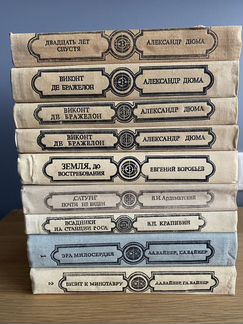 ДВАДЦАТЬ ЛЕТ
СПУСТЯ
АЛЕКСАНДР ДЮМА
ВИКОНТ
ДЕ БРАЖЕЛОН
АЛЕКСАНДР ДЮМА
ВИКОНТ
ДЕ БРАЖЕЛОН
АЛЕКСАНДР ДЮМА
ВИКОНТ
ДЕ БРАЖЕЛОН
АЛЕКСАНДР ДЮМА
ЗЕМЛЯ, ДО
ВОСТРЕБОВАНИЯ
ЕВГЕНИЙ ВОРОБЬЕВ
„САТУРН"
ПОЧТИ НЕ ВИДЕН
В.И. АРДАМАТСКИЙ
ВСАДНИКИ
НА СТАНЦИИ РОСА
В.П. КРАПИВИН
1
ЭРА МИЛОСЕРДИЯ
А.А.ВАЙНЕР, Г.А.ВАЙНЕР
2
ВИЗИТ К МИНОТАВРУ
А.А.ВАЙНЕР, Г.А.ВАЙНЕР